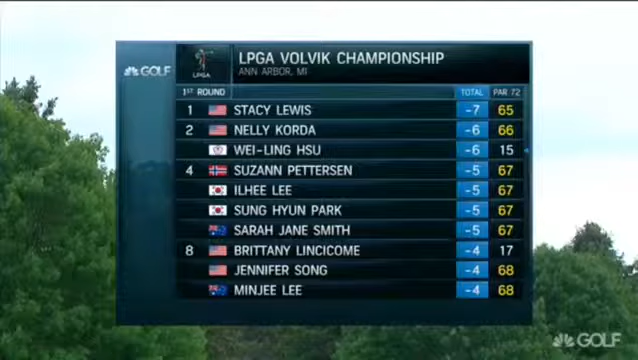 GOLF
LPGA
LPGA VOLVIK CHAMPIONSHIP
ANN ARBOR, MI
1ST ROUND TOTAL PAR 72
1 STACY LEWIS -7 65
2 NELLY KORDA -6 66
WEI-LING HSU -6 15
4 SUZANN PETTERSEN -5 67
ILHEE LEE -5 67
SUNG HYUN PARK -5 67
SARAH JANE SMITH -5 67
8 BRITTANY LINCICOME -4 17
JENNIFER SONG -4 68
MINJEE LEE -4 68
GOLF